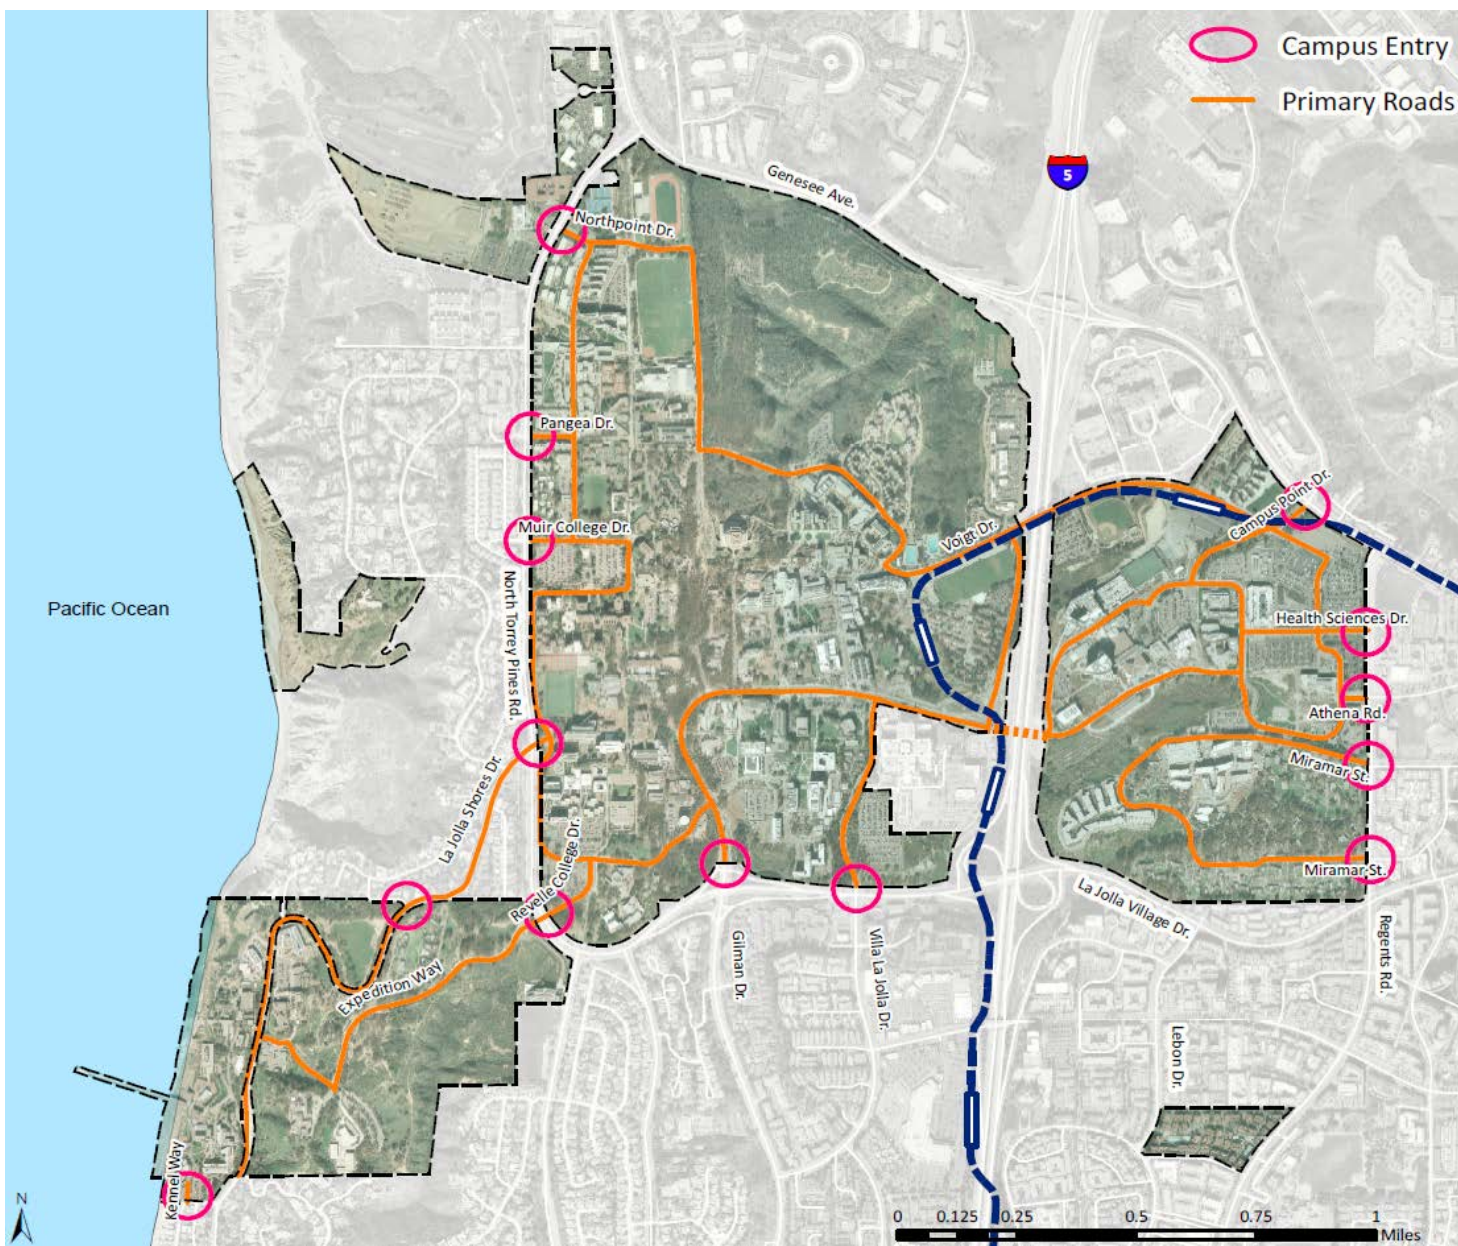 Campus Entry
Primary Roads
5
Genesee Ave.
Northpoint Dr.
Pangea Dr.
Muir College Dr.
Voigt Dr.
Campus Point Dr.
North Torrey Pines Rd.
Pacific Ocean
Health Sciences Dr.
Athena Rd.
Miramar St.
La Jolla Shores Dr.
Revelle College Dr.
Miramar St.
La Jolla Village Dr.
Expedition Way
Gilman Dr.
Villa La Jolla Dr.
Regents Rd.
Lebon Dr.
Kennel Way
N
0 0.125 0.25 0.5 0.75 1
Miles